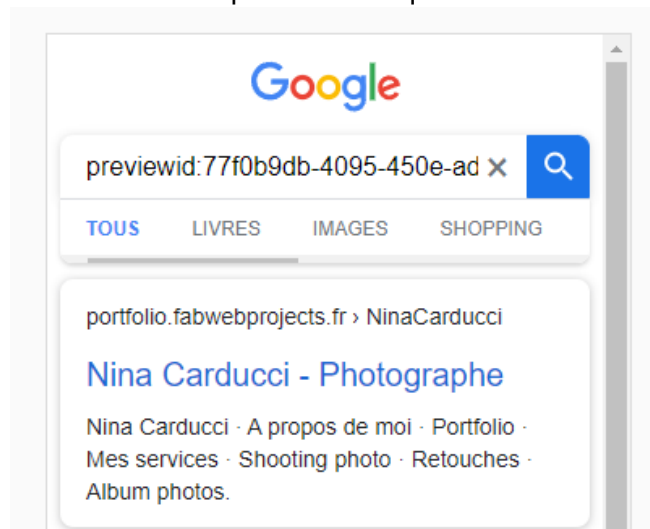 Google
previewid:77f0b9db-4095-450e-ad
TOUS LIVRES IMAGES SHOPPING
portfolio.fabwebprojects.fr › NinaCarducci
Nina Carducci - Photographe
Nina Carducci · A propos de moi · Portfolio ·
Mes services · Shooting photo · Retouches ·
Album photos.